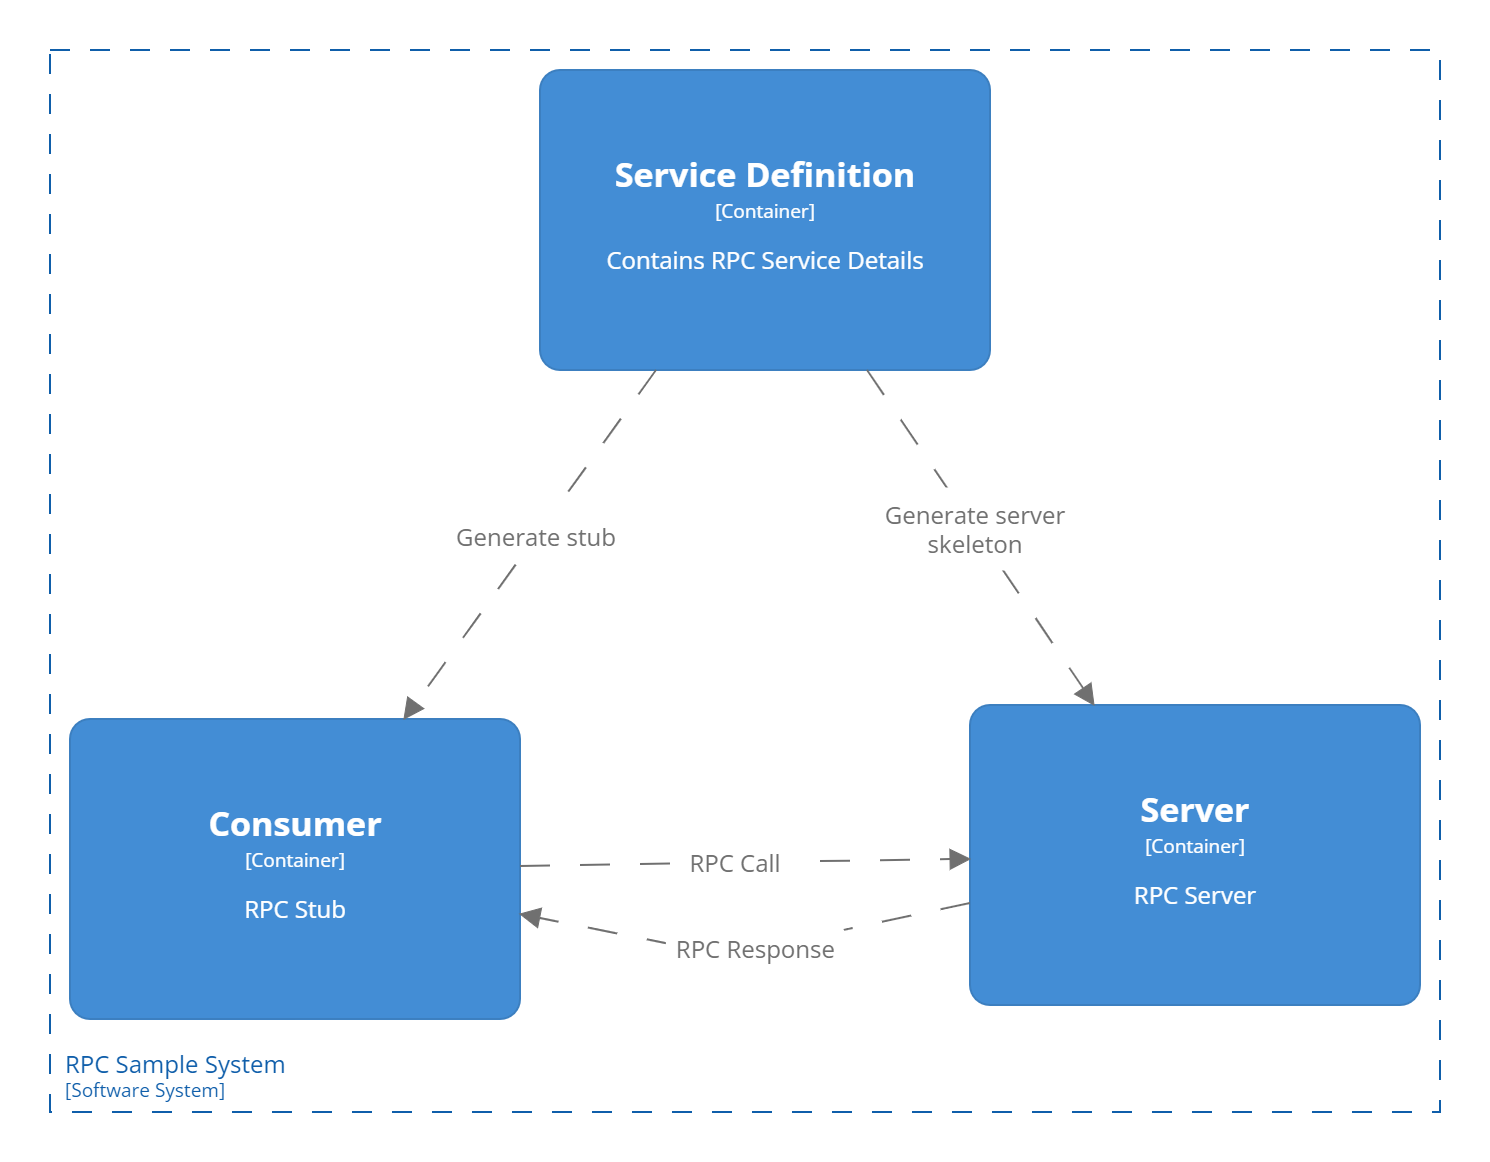 Service Definition
[Container]
Contains RPC Service Details
Generate stub
Generate server
skeleton
Consumer
[Container]
RPC Stub
RPC Call
RPC Response
Server
[Container]
RPC Server
RPC Sample System
[Software System]